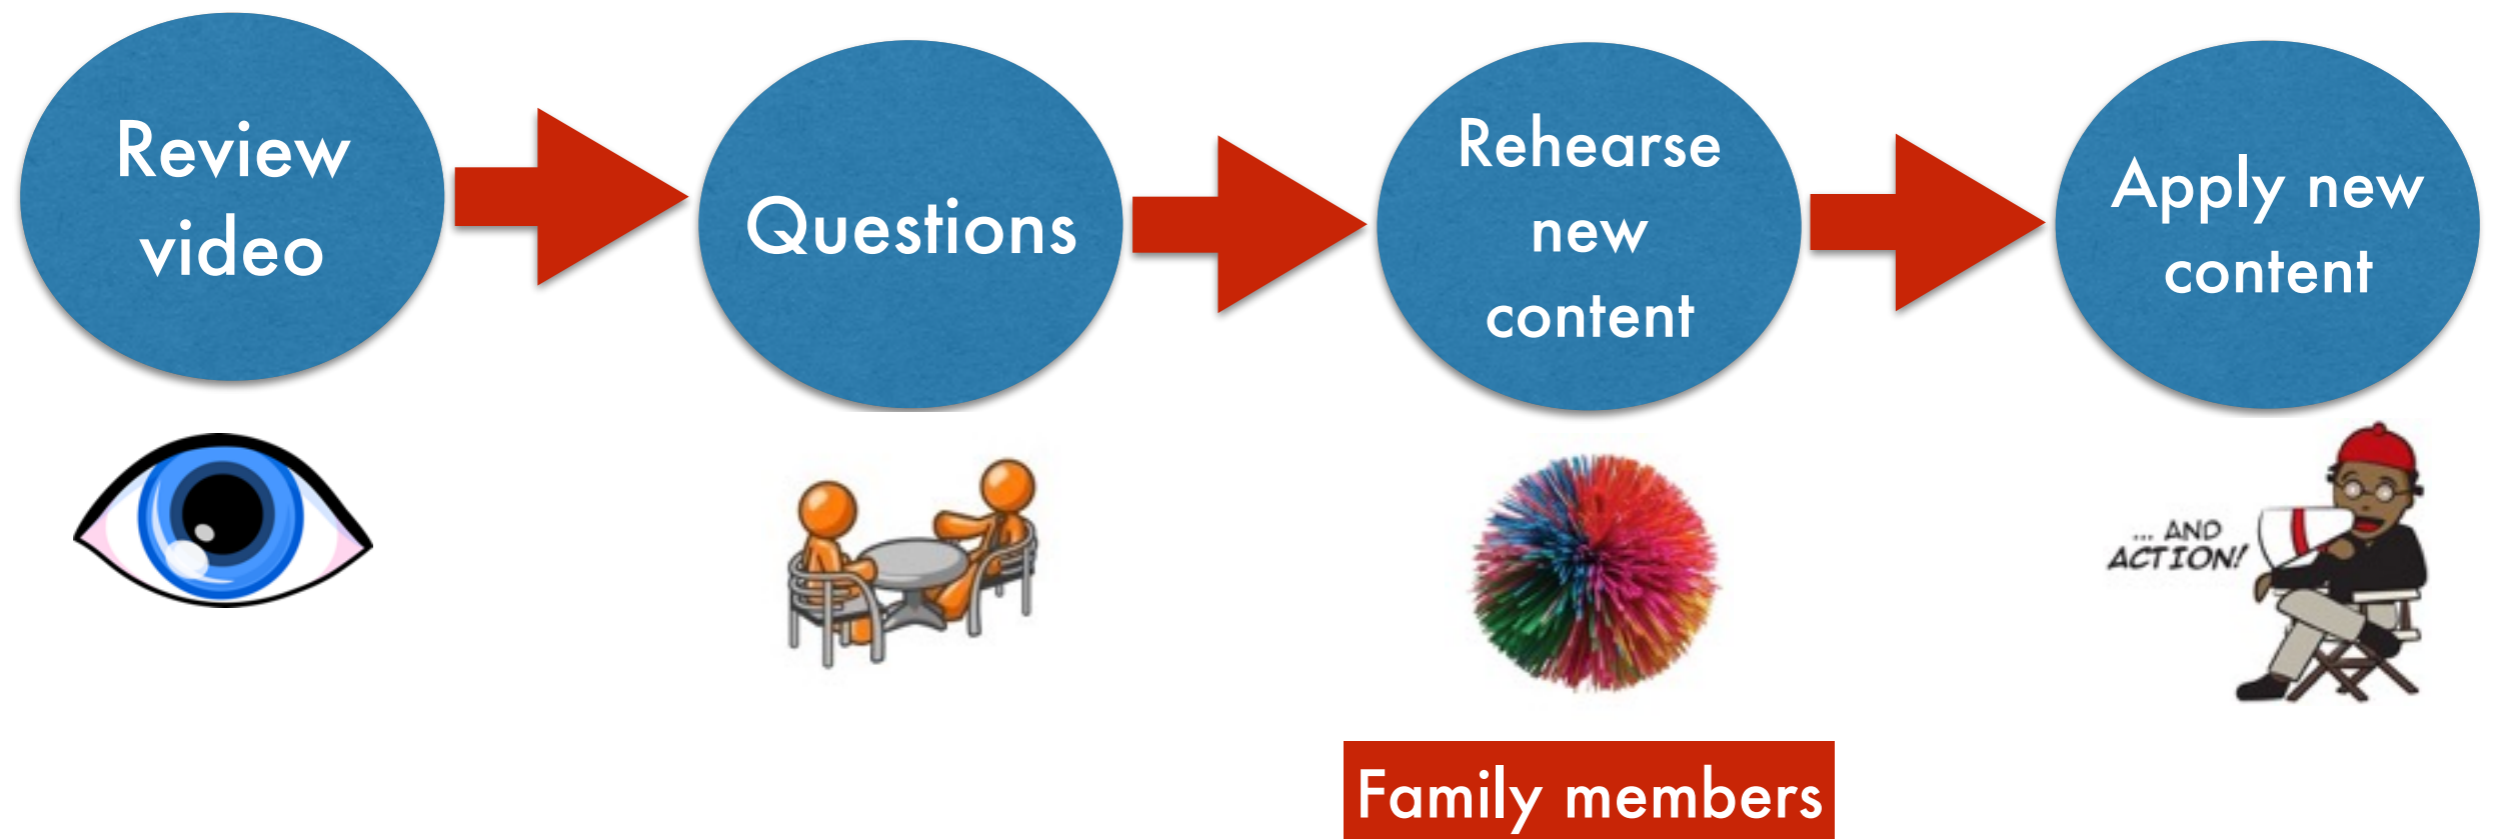 Review
video
Questions
Rehearse
new
content
Apply new
content
... AND
ACTION!
Family members